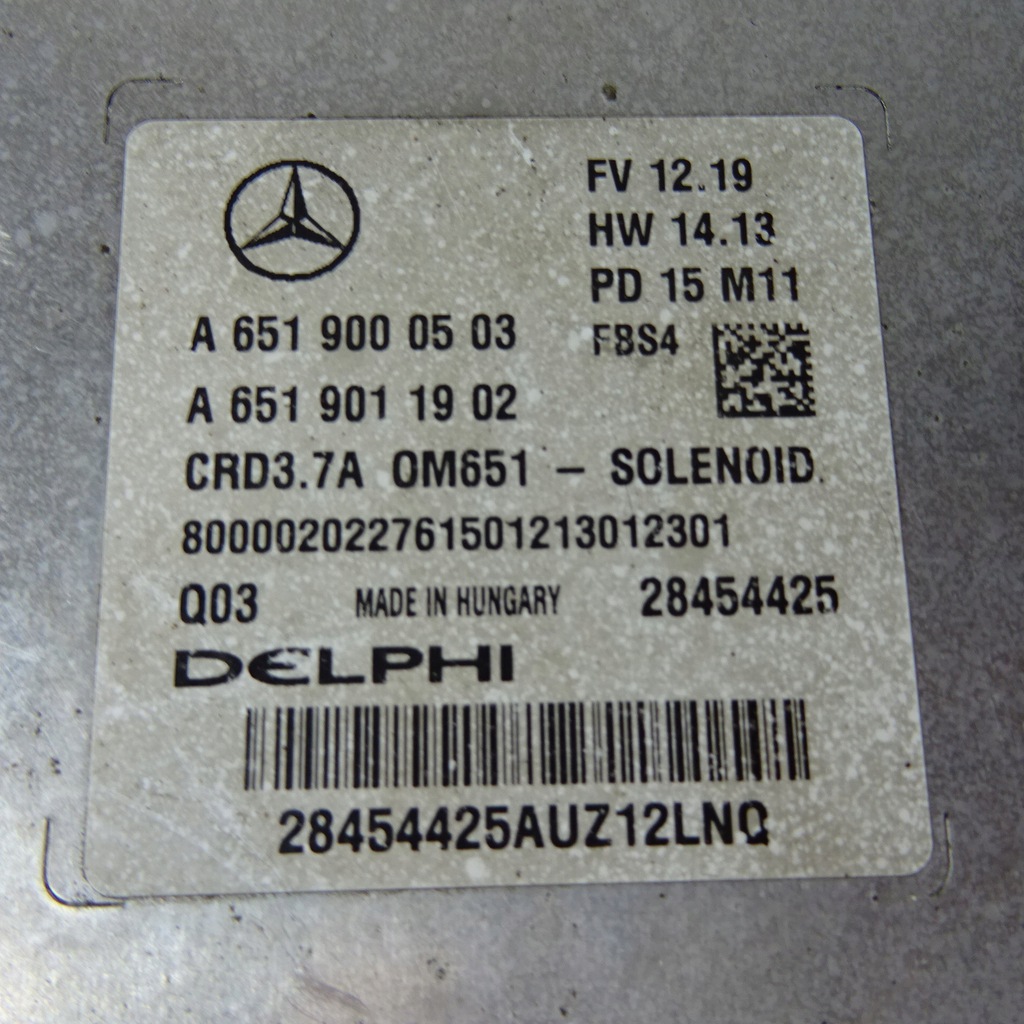 FV 12.19
HW 14.13
PD 15 M11
A 651 900 05 03
FBS4
A 651 901 19 02
CRD3.7A OM651 – SOLENOID
800002022761501213012301
Q03 MADE IN HUNGARY 28454425
DELPHI
28454425AUZ12LNQ